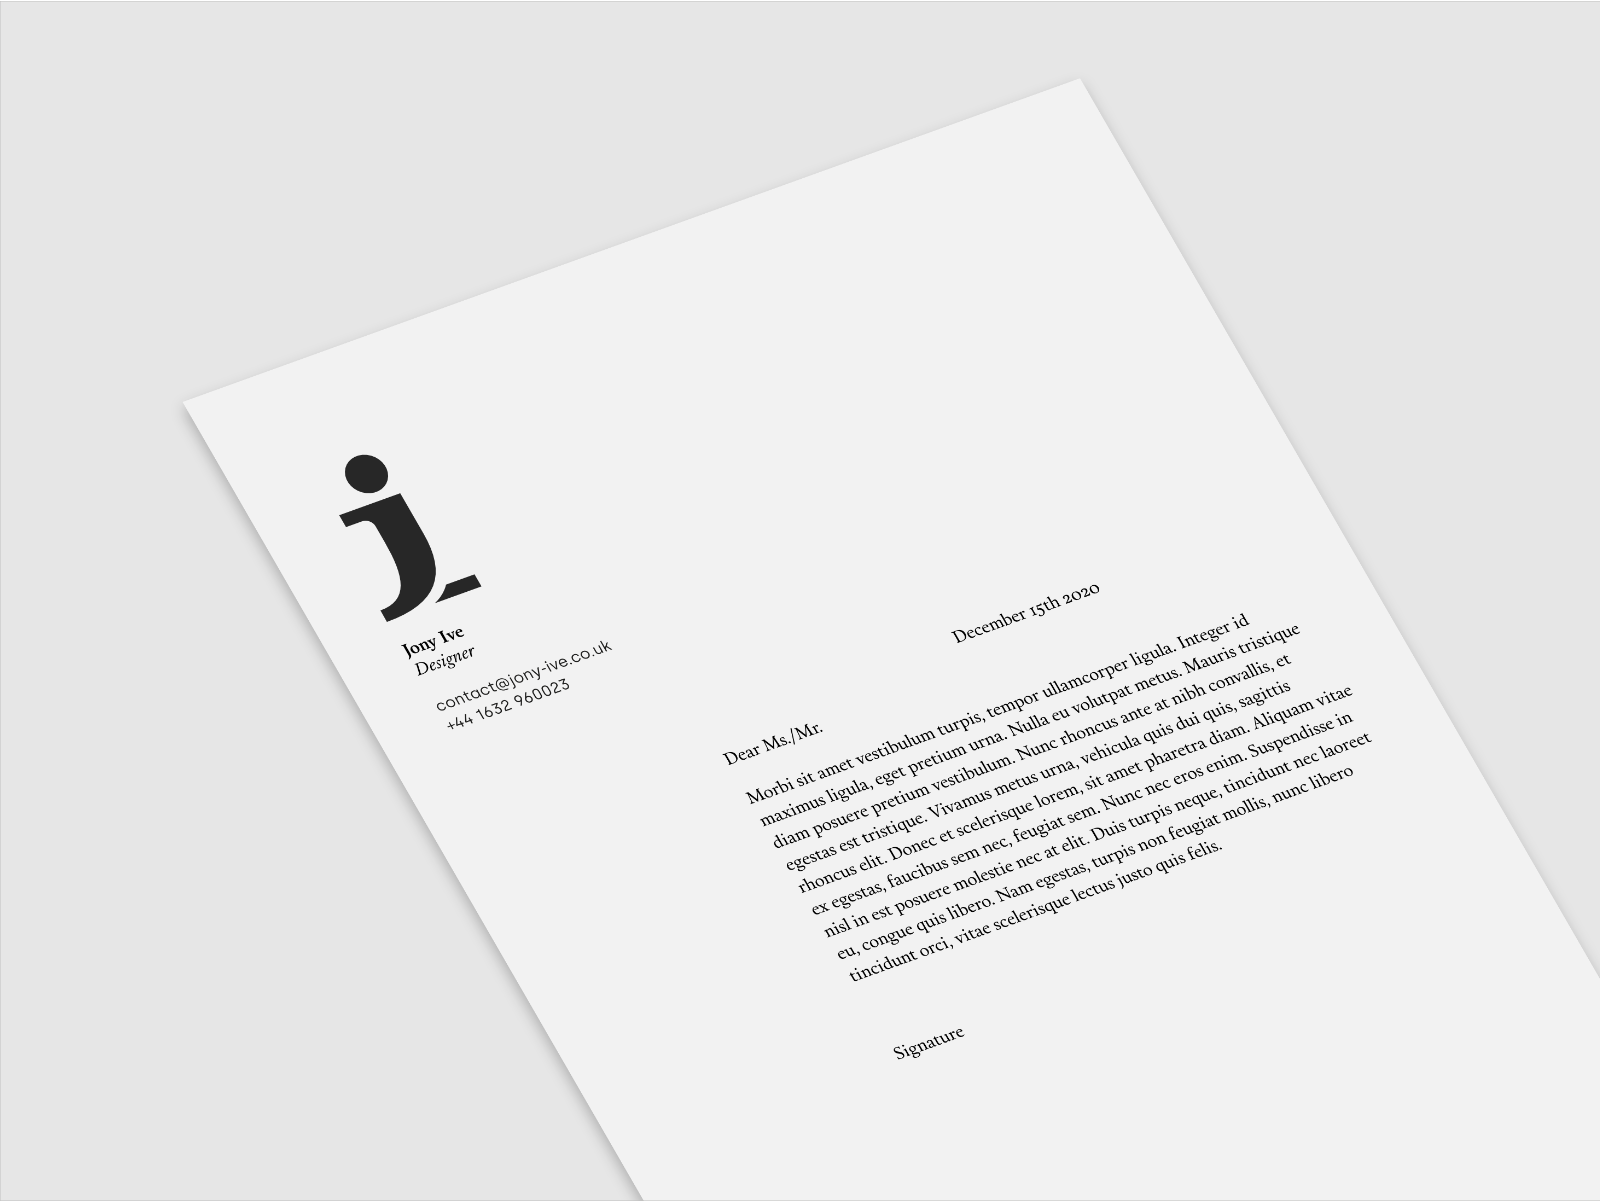 j
Jony Ive
Designer
contact@jony-ive.co.uk
+44 1632 960023
December 15th 2020
Dear Ms./Mr.
Morbi sit amet vestibulum turpis, tempor ullamcorper ligula. Integer id
maximus ligula, eget pretium urna. Nulla eu volutpat metus. Mauris tristique
diam posuere pretium vestibulum. Nunc rhoncus ante at nibh convallis, et
egestas est tristique. Vivamus metus urna, vehicula quis dui quis, sagittis
rhoncus elit. Donec et scelerisque lorem, sit amet pharetra diam. Aliquam vitae
ex egestas, faucibus sem nec, feugiat sem. Nunc nec eros enim. Suspendisse in
nisl in est posuere molestie nec at elit. Duis turpis neque, tincidunt nec laoreet
eu, congue quis libero. Nam egestas, turpis non feugiat mollis, nunc libero
tincidunt orci, vitae scelerisque lectus justo quis felis.
Signature